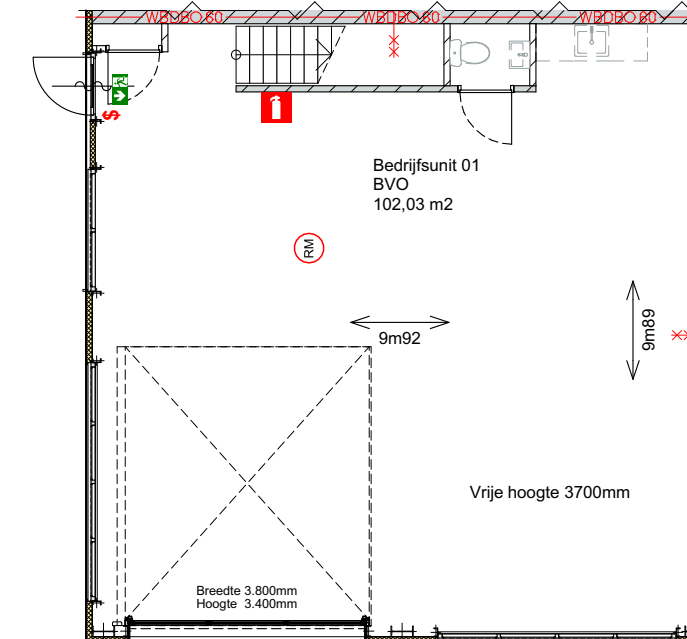 WBDBO 60 WBDBO 60 WBDBO 60
$
Bedrijfsunit 01
BVO
102,03 m2
RM
9m92
9m89
Vrije hoogte 3700mm
Breedte 3.800mm
Hoogte 3.400mm